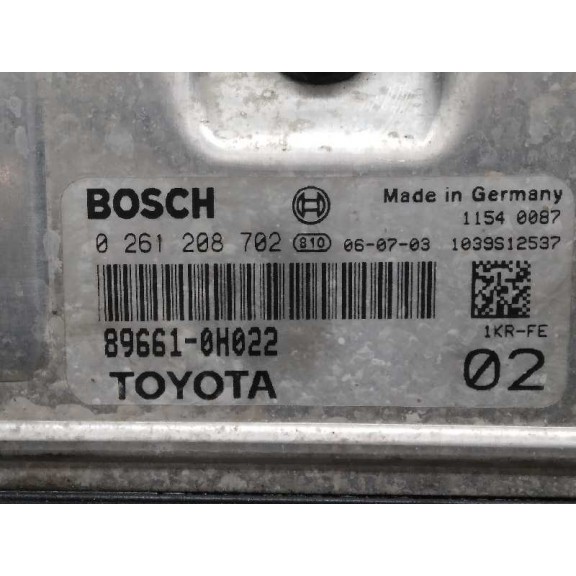 BOSCH Made in Germany
1154 0087
0 261 208 702 810 06-07-03 1039S12537
89661-0H022
1KR-FE
TOYOTA 02